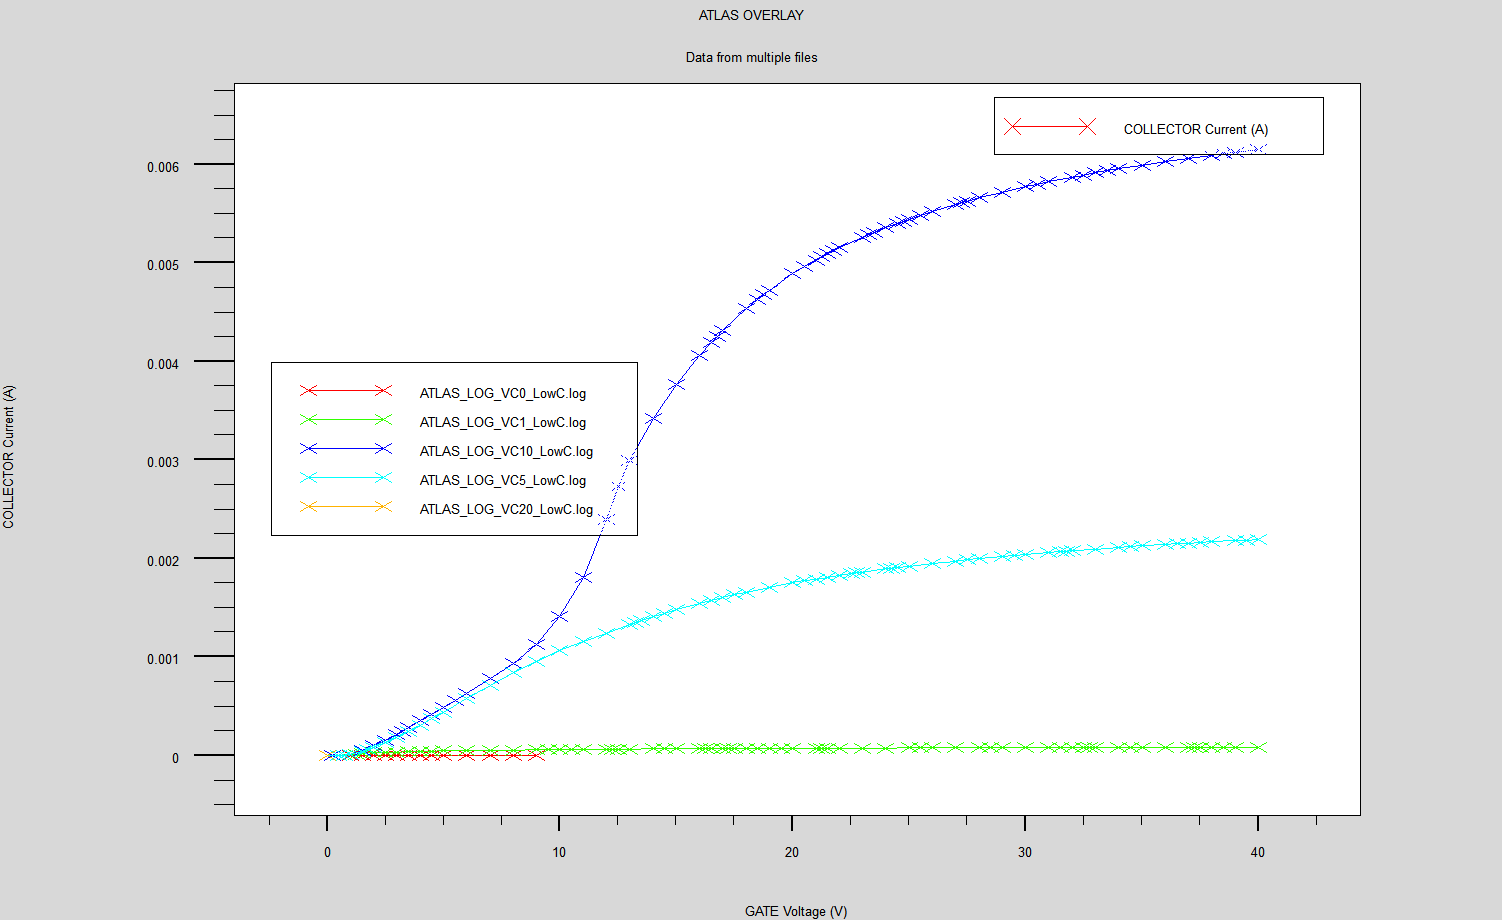 ATLAS OVERLAY
Data from multiple files
COLLECTOR Current (A)
0.006
0.005
0.004
0.003
0.002
0.001
0
ATLAS_LOG_VC0_LowC.log
ATLAS_LOG_VC1_LowC.log
ATLAS_LOG_VC10_LowC.log
ATLAS_LOG_VC5_LowC.log
ATLAS_LOG_VC20_LowC.log
COLLECTOR Current (A)
0 10 20 30 40
GATE Voltage (V)